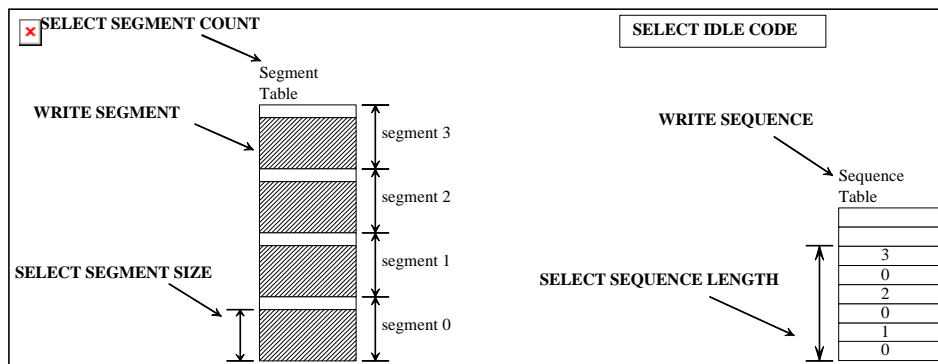 SELECT SEGMENT COUNT
SELECT IDLE CODE
Segment
Table
WRITE SEGMENT
segment 3
segment 2
segment 1
segment 0
SELECT SEGMENT SIZE
WRITE SEQUENCE
Sequence
Table
SELECT SEQUENCE LENGTH
3
0
2
0
1
0